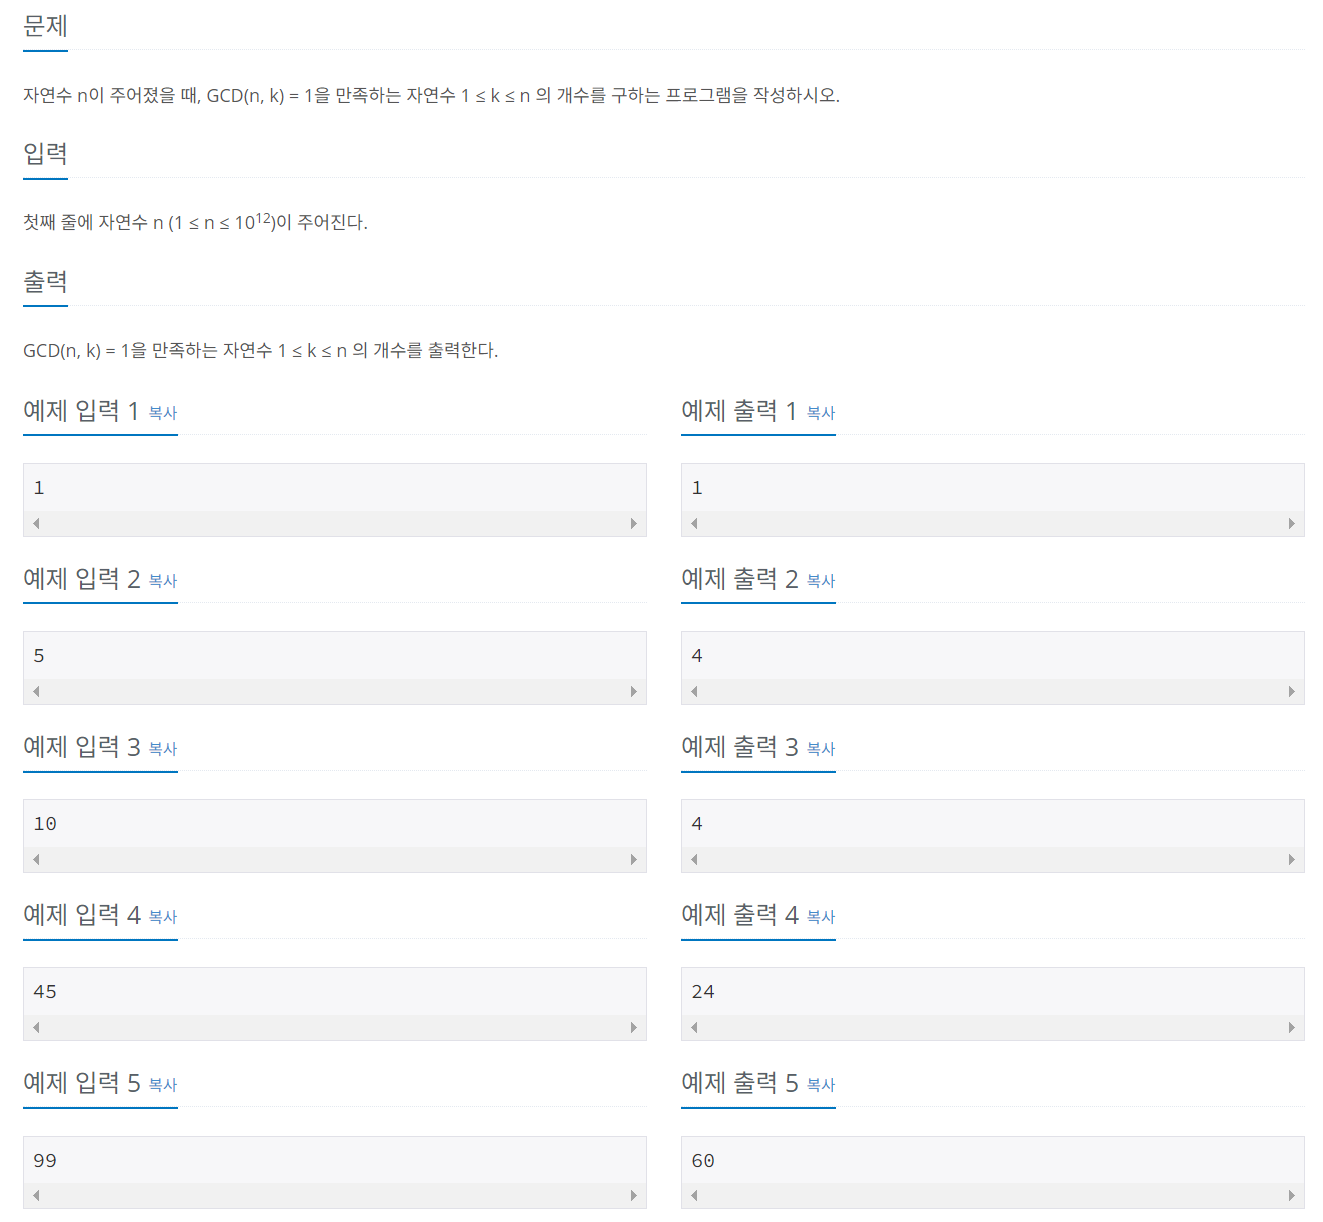 문제
자연수 n이 주어졌을 때, GCD(n, k) = 1을 만족하는 자연수 1 ≤ k ≤ n 의 개수를 구하는 프로그램을 작성하시오.
입력
첫째 줄에 자연수 n (1 ≤ n ≤ 10¹²)이 주어진다.
출력
GCD(n, k) = 1을 만족하는 자연수 1 ≤ k ≤ n 의 개수를 출력한다.
예제 입력 1 복사
예제 출력 1 복사
1
1
예제 입력 2 복사
예제 출력 2 복사
5
4
예제 입력 3 복사
예제 출력 3 복사
10
4
예제 입력 4 복사
예제 출력 4 복사
45
24
예제 입력 5 복사
예제 출력 5 복사
99
60